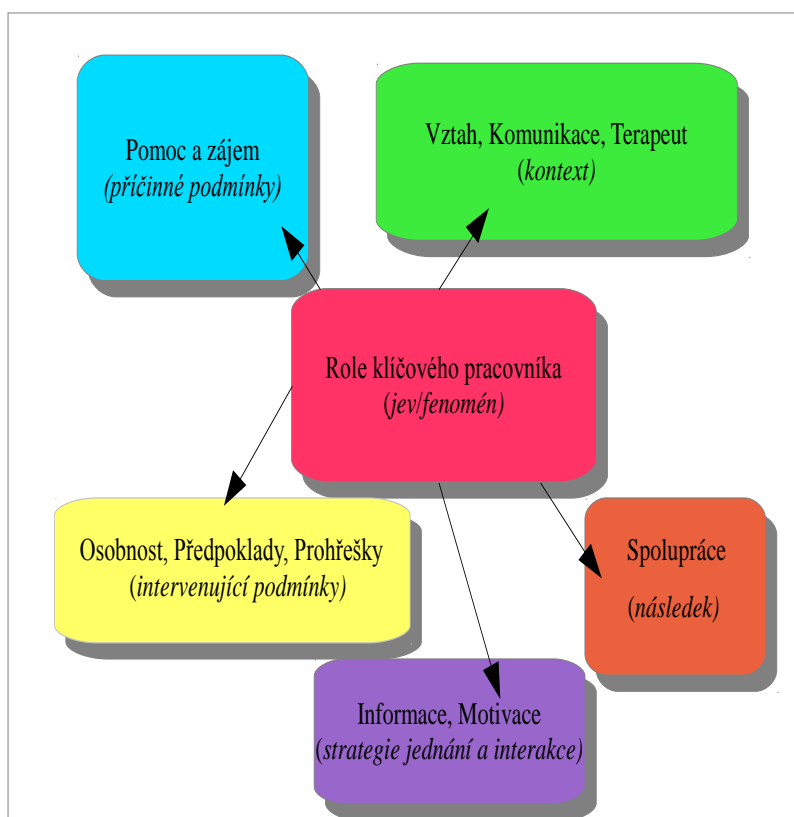 Pomoc a zájem
(příčinné podmínky)
Vztah, Komunikace, Terapeut
(kontext)
Role klíčového pracovníka
(jev/fenomén)
Osobnost, Předpoklady, Prohřešky
(intervenující podmínky)
Spolupráce
(následek)
Informace, Motivace
(strategie jednání a interakce)